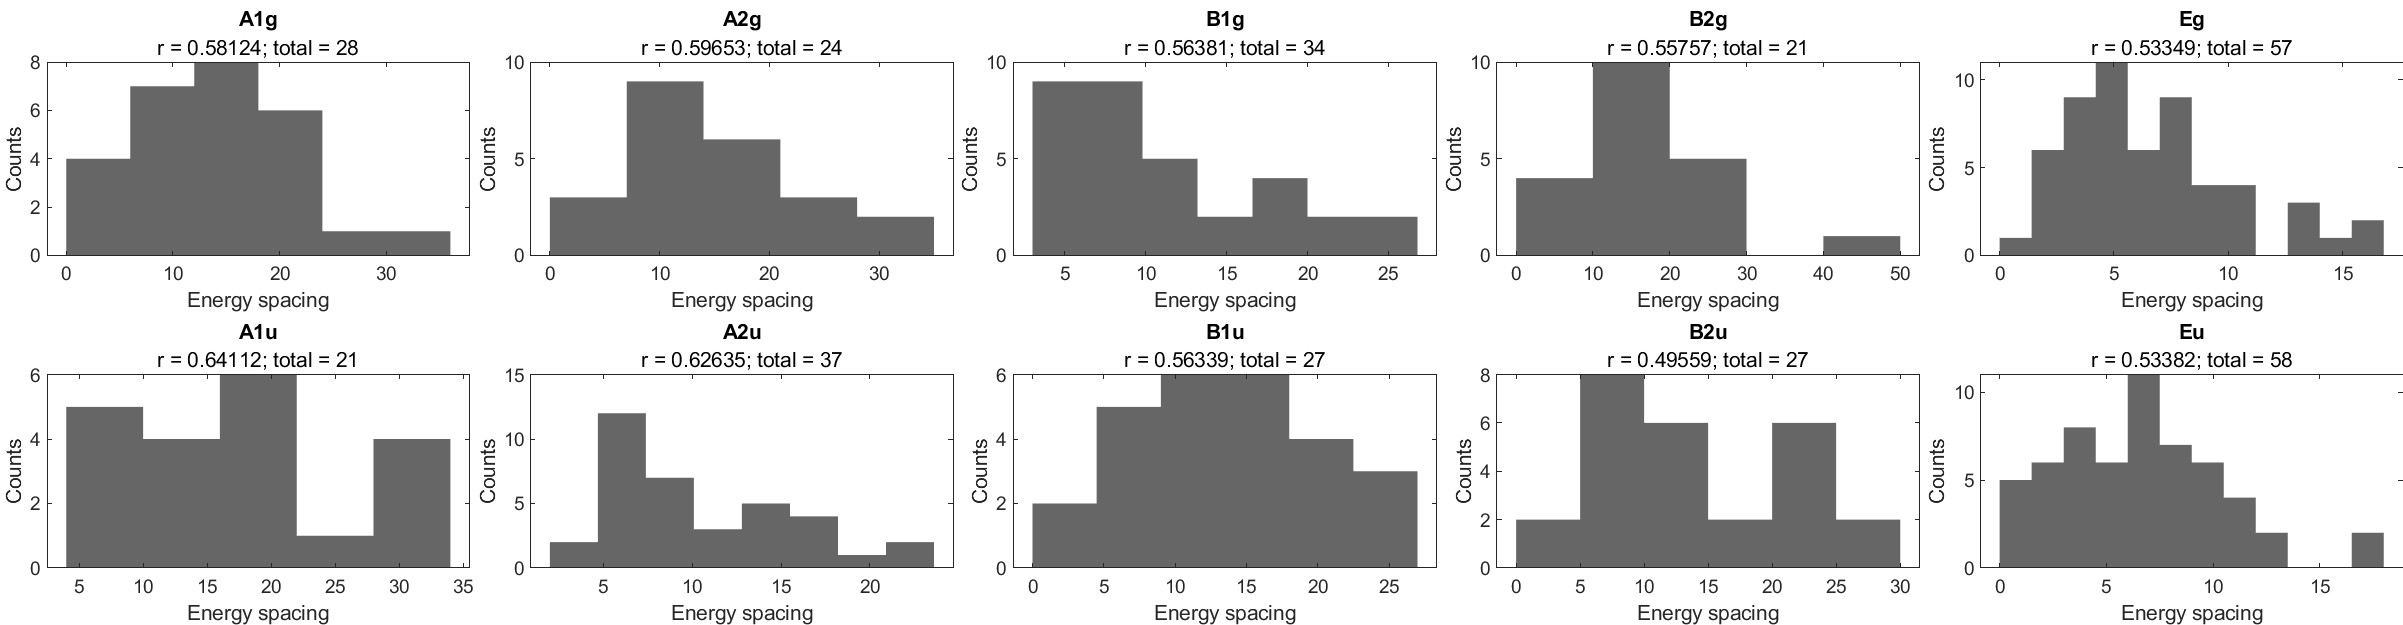 A1g
r = 0.58124; total = 28
8
6
4
2
0
Counts
0 10 20 30
Energy spacing
A2g
r = 0.59653; total = 24
10
5
0
Counts
0 10 20 30
Energy spacing
B1g
r = 0.56381; total = 34
10
5
0
Counts
5 10 15 20 25
Energy spacing
B2g
r = 0.55757; total = 21
10
5
0
Counts
0 10 20 30 40 50
Energy spacing
Eg
r = 0.53349; total = 57
10
5
0
Counts
0 5 10 15
Energy spacing
A1u
r = 0.64112; total = 21
6
4
2
0
Counts
5 10 15 20 25 30 35
Energy spacing
A2u
r = 0.62635; total = 37
15
10
5
0
Counts
5 10 15 20
Energy spacing
B1u
r = 0.56339; total = 27
6
4
2
0
Counts
0 5 10 15 20 25
Energy spacing
B2u
r = 0.49559; total = 27
8
6
4
2
0
Counts
0 5 10 15 20 25 30
Energy spacing
Eu
r = 0.53382; total = 58
10
5
0
Counts
0 5 10 15
Energy spacing